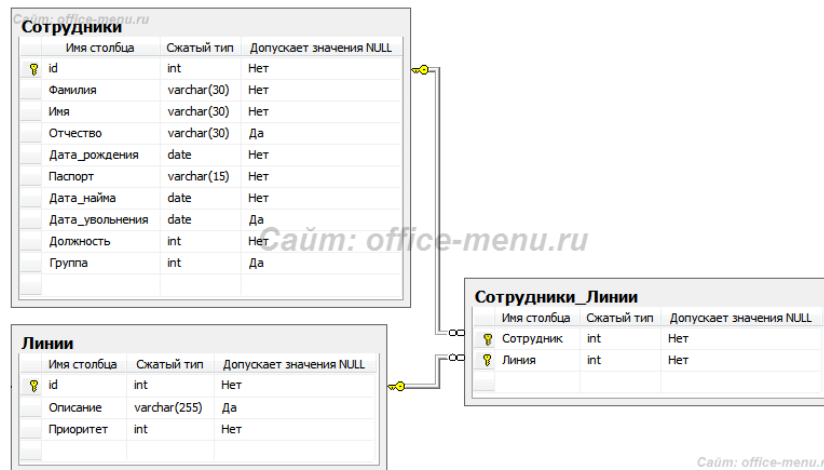 Сайт: office-menu.ru
Сотрудники
Имя столбца Сжатый тип Допускает значения NULL
id int Нет
Фамилия varchar(30) Нет
Имя varchar(30) Нет
Отчество varchar(30) Да
Дата_рождения date Нет
Паспорт varchar(15) Нет
Дата_найма date Нет
Дата_увольнения date Да
Должность int Нет
Сайт: office-menu.ru
Группа int Да
Сотрудники_Линии
Имя столбца Сжатый тип Допускает значения NULL
Сотрудник int Нет
Линия int Нет
Линии
Имя столбца Сжатый тип Допускает значения NULL
id int Нет
Описание varchar(255) Да
Приоритет int Нет
Сайт: office-menu.r